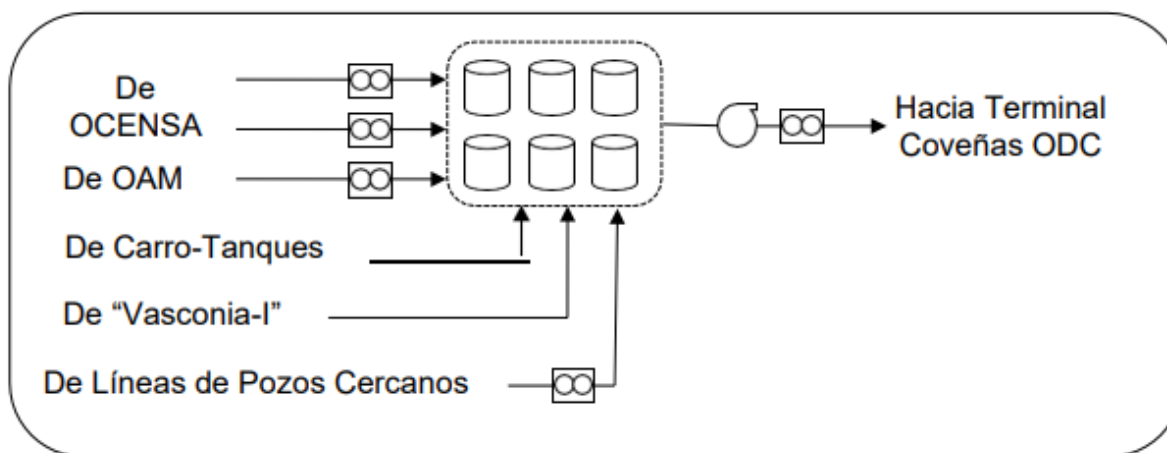 De
OCENSA
De OAM
De Carro-Tanques
De “Vasconia-I”
De Líneas de Pozos Cercanos
Hacia Terminal
Coveñas ODC